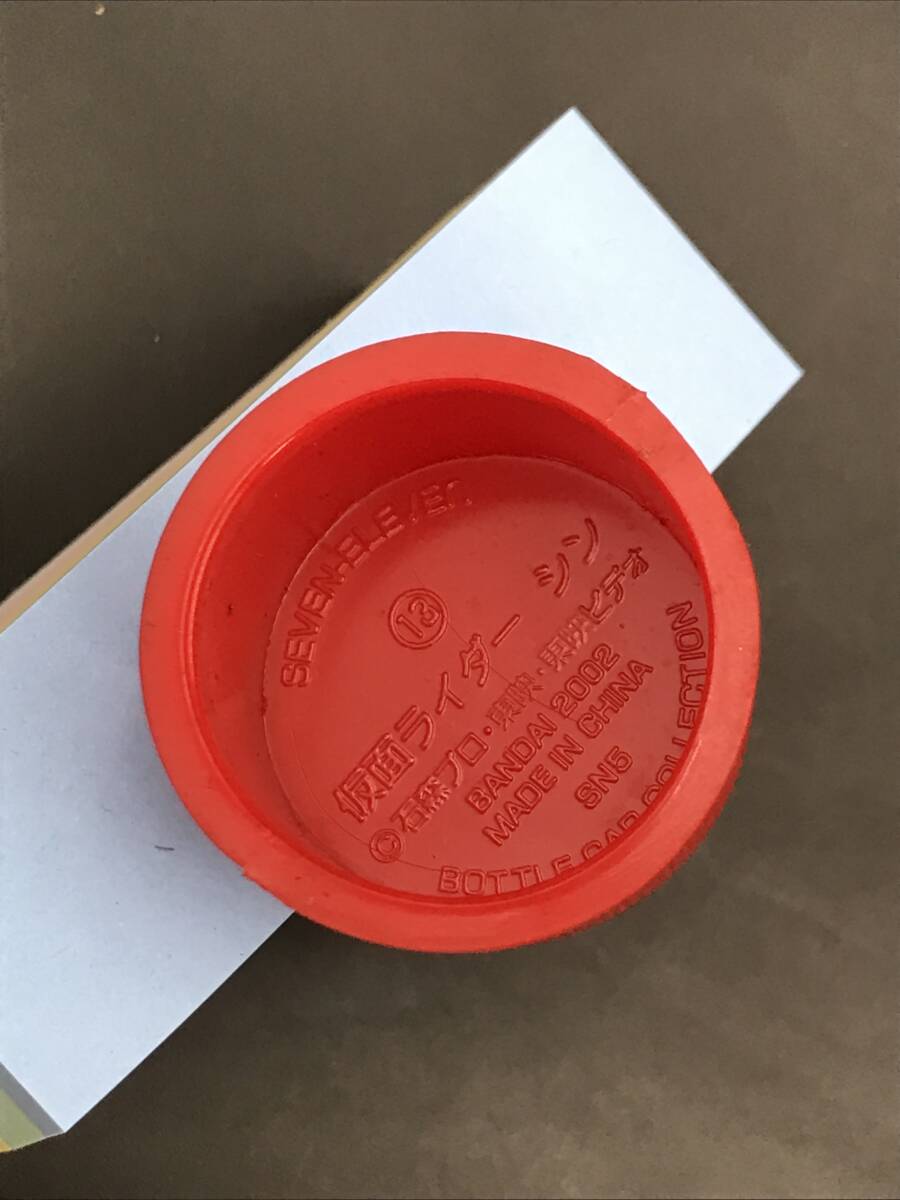 SEVEN-ELEVEN
13
仮面ライダー シン
©石森プロ・東映・東映ビデオ
BANDAI 2002
MADE IN CHINA
SN5
BOTTLE CAP COLLECTION